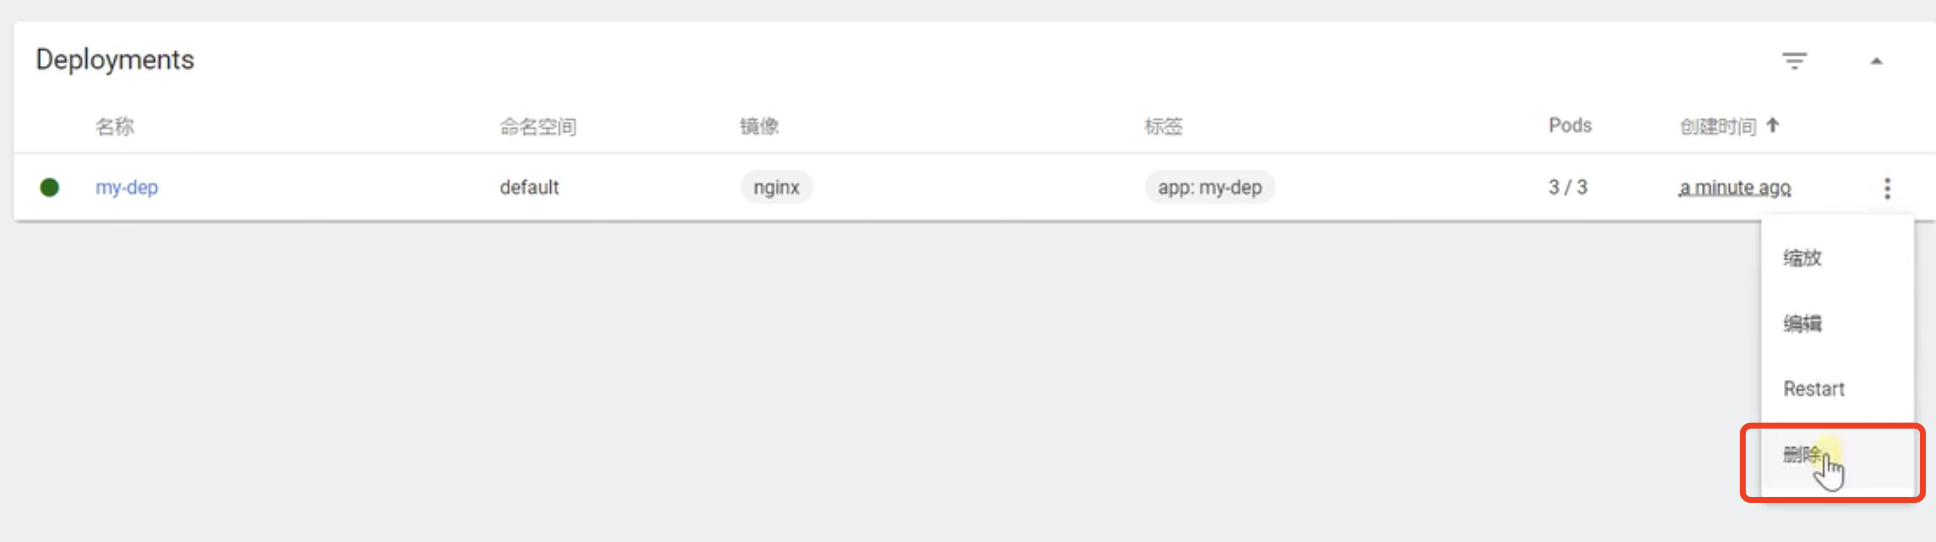 Deployments
名称 命名空间 镜像 标签 Pods 创建时间
my-dep default nginx app: my-dep 3 / 3 a minute ago
缩放
编辑
Restart
删除